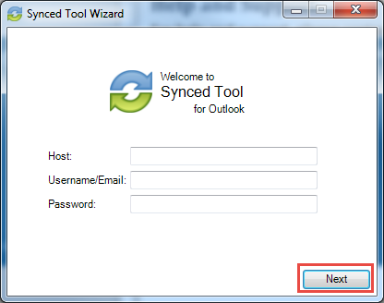 Synced Tool Wizard
Welcome to
Synced Tool
for Outlook
Host:
Username/Email:
Password:
Next